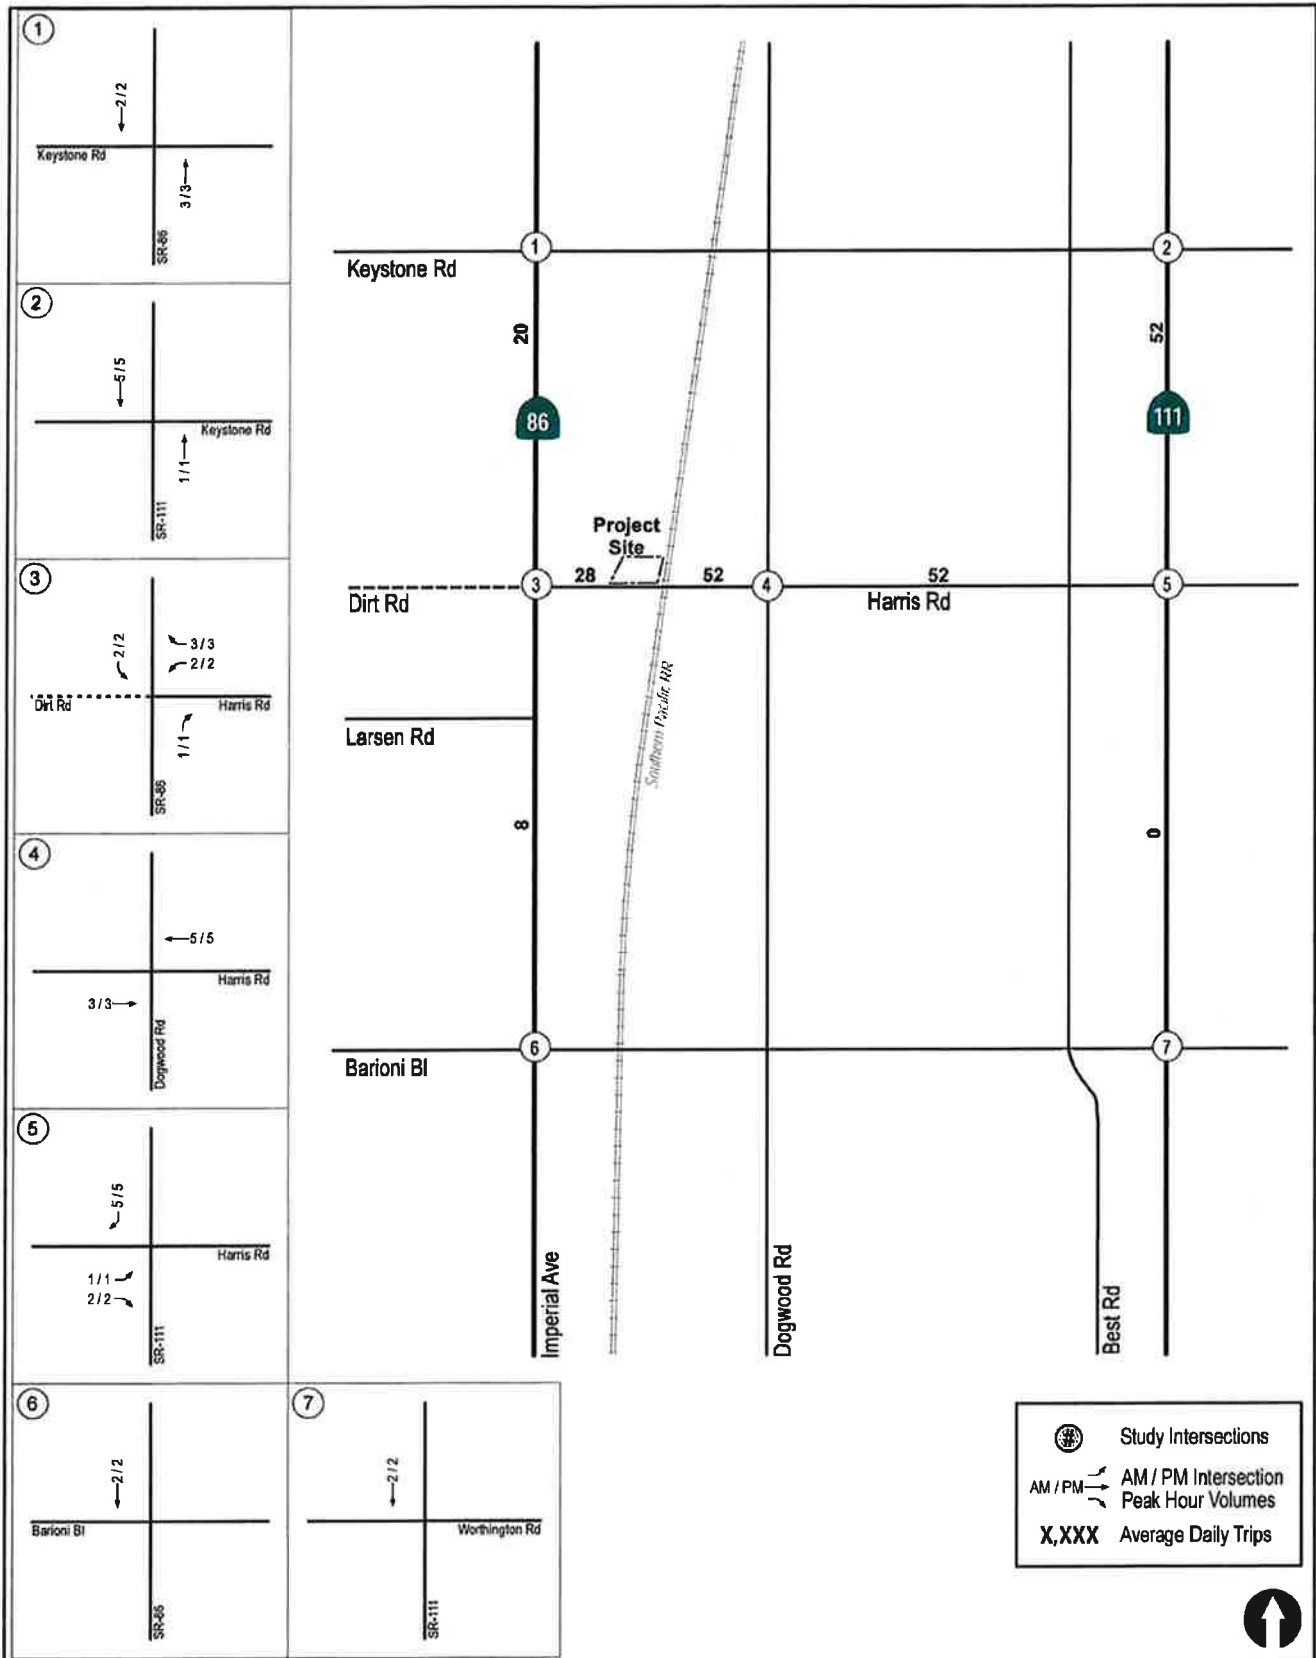 1
2/2
Keystone Rd
3/3
SR-86
2
5/5
Keystone Rd
1/1
SR-111
3
2/2
3/3
2/2
Dirt Rd
Harris Rd
1/1
SR-86
4
5/5
Harris Rd
3/3
Dogwood Rd
5
5/5
Harris Rd
1/1
2/2
SR-111
6
2/2
Barioni Bl
SR-86
7
2/2
Worthington Rd
SR-111
1
2
Keystone Rd
20
52
86
111
Project
Site
28
52
52
3
4
5
Dirt Rd
Harris Rd
Southern Pacific RR
Larsen Rd
8
0
6
7
Barioni Bl
Imperial Ave
Dogwood Rd
Best Rd
# Study Intersections
AM / PM AM / PM Intersection
Peak Hour Volumes
X,XXX Average Daily Trips